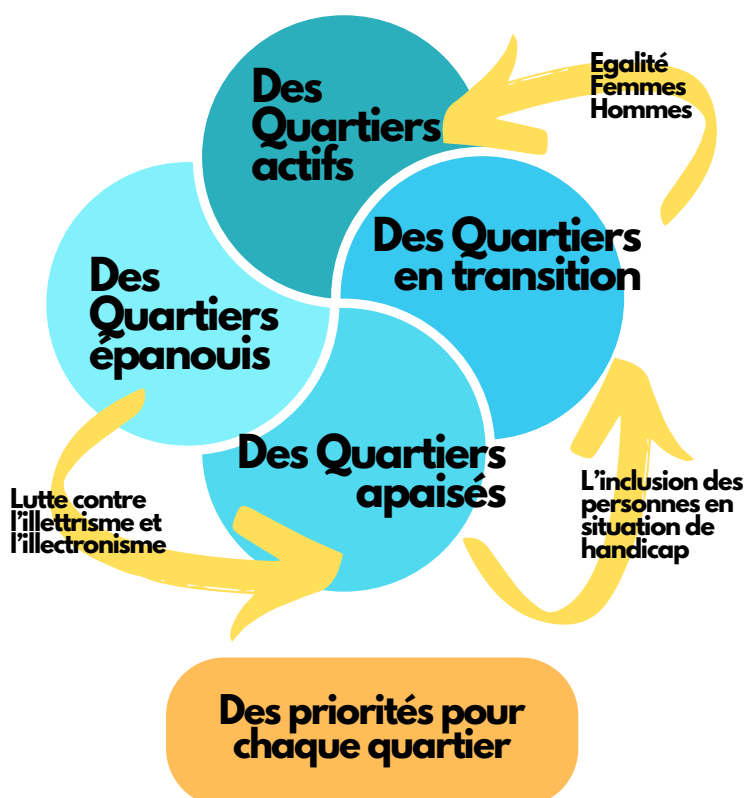 Des
Quartiers
actifs
Egalité
Femmes
Hommes
Des Quartiers
en transition
Des
Quartiers
épanouis
Des Quartiers
apaisés
Lutte contre
l'illettrisme et
l'illectronisme
L'inclusion des
personnes en
situation de
handicap
Des priorités pour
chaque quartier